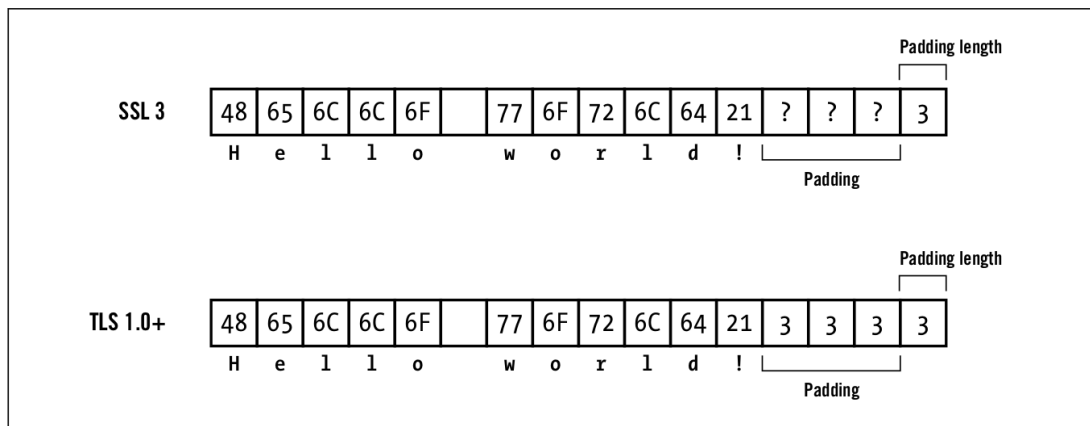 Padding length
SSL 3 48 65 6C 6C 6F 77 6F 72 6C 64 21 ? ? ? 3
H e l l o w o r l d !
Padding
Padding length
TLS 1.0+ 48 65 6C 6C 6F 77 6F 72 6C 64 21 3 3 3 3
H e l l o w o r l d !
Padding